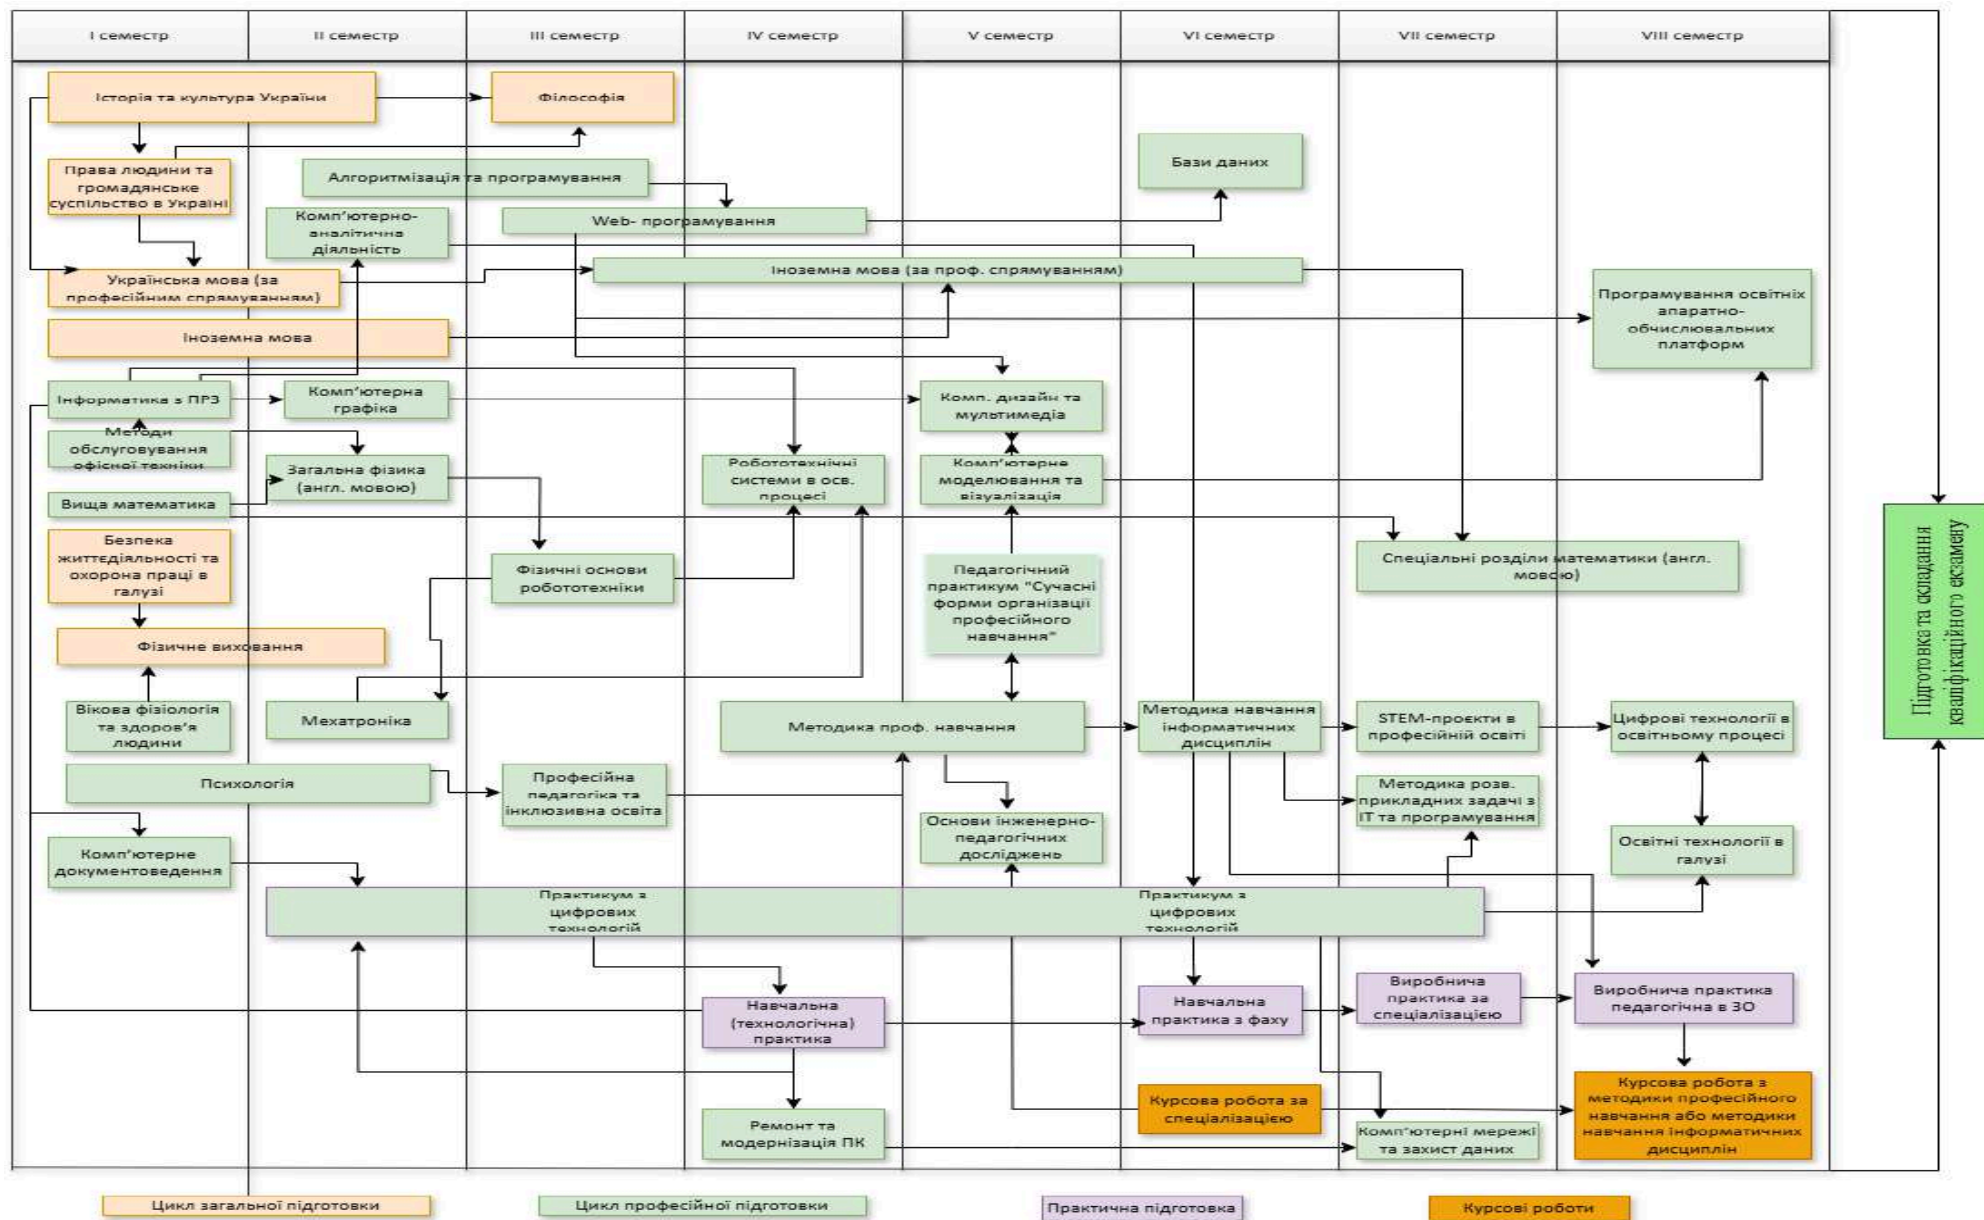 I семестр
II семестр
III семестр
IV семестр
V семестр
VI семестр
VII семестр
VIII семестр
Історія та культура України
Філософія
Права людини та
громадянське
суспільство в Україні
Алгоритмізація та програмування
Бази даних
Комп'ютерно-
аналітична
діяльність
Web- програмування
Українська мова (за
професійним спрямуванням)
Іноземна мова (за проф. спрямуванням)
Програмування освітніх
апаратно-
обчислювальних
платформ
Іноземна мова
Інформатика з ПРЗ
Комп'ютерна
графіка
Комп. дизайн та
мультимедіа
Методи
обслуговування
офісної техніки
Загальна фізика
(англ. мовою)
Робототехнічні
системи в осв.
процесі
Комп'ютерне
моделювання та
візуалізація
Вища математика
Безпека
життєдіяльності та
охорона праці в
галузі
Фізичні основи
робототехніки
Педагогічний
практикум "Сучасні
форми організації
професійного
навчання"
Спеціальні розділи математики (англ.
мовою)
Підготовка та складання
кваліфікаційного екзамену
Фізичне виховання
Вікова фізіологія
та здоров'я
людини
Мехатроніка
Методика проф. навчання
Методика навчання
інформатичних
дисциплін
STEM-проєкти в
професійній освіті
Цифрові технології в
освітньому процесі
Психологія
Професійна
педагогіка та
інклюзивна освіта
Основи інженерно-
педагогічних
досліджень
Методика розв.
прикладних задачі з
ІТ та програмування
Комп'ютерне
документоведення
Освітні технології в
галузі
Практикум з
цифрових
технологій
Практикум з
цифрових
технологій
Навчальна
(технологічна)
практика
Навчальна
практика з фаху
Виробнича
практика за
спеціалізацією
Виробнича практика
педагогічна в ЗО
Ремонт та
модернізація ПК
Курсова робота за
спеціалізацією
Комп'ютерні мережі
та захист даних
Курсова робота з
методики професійного
навчання або методики
навчання інформатичних
дисциплін
Цикл загальної підготовки
Цикл професійної підготовки
Практична підготовка
Курсові роботи